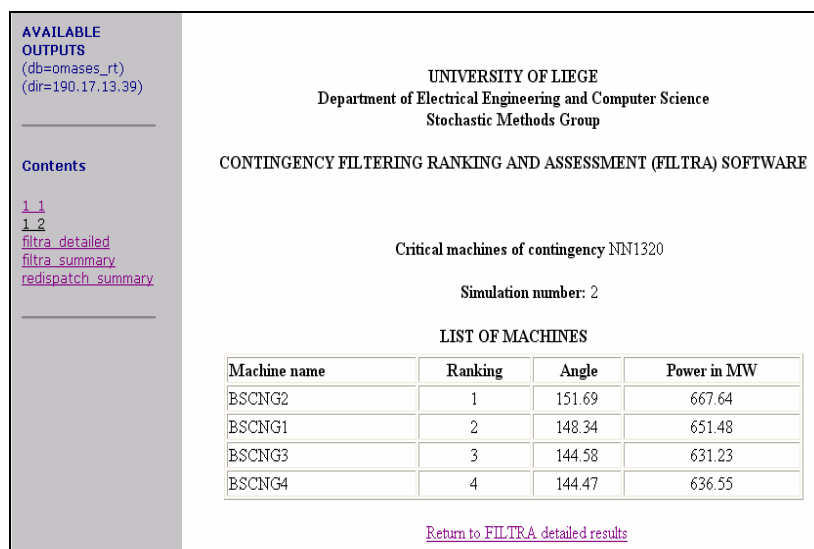 AVAILABLE
OUTPUTS
(db=omases_rt)
(dir=190.17.13.39)
Contents
1_1
1_2
filtra_detailed
filtra_summary
redispatch_summary
UNIVERSITY OF LIEGE
Department of Electrical Engineering and Computer Science
Stochastic Methods Group
CONTINGENCY FILTERING RANKING AND ASSESSMENT (FILTRA) SOFTWARE
Critical machines of contingency NN1320
Simulation number: 2
LIST OF MACHINES
Machine name Ranking Angle Power in MW
BSCNG2 1 151.69 667.64
BSCNG1 2 148.34 651.48
BSCNG3 3 144.58 631.23
BSCNG4 4 144.47 636.55
Return to FILTRA detailed results